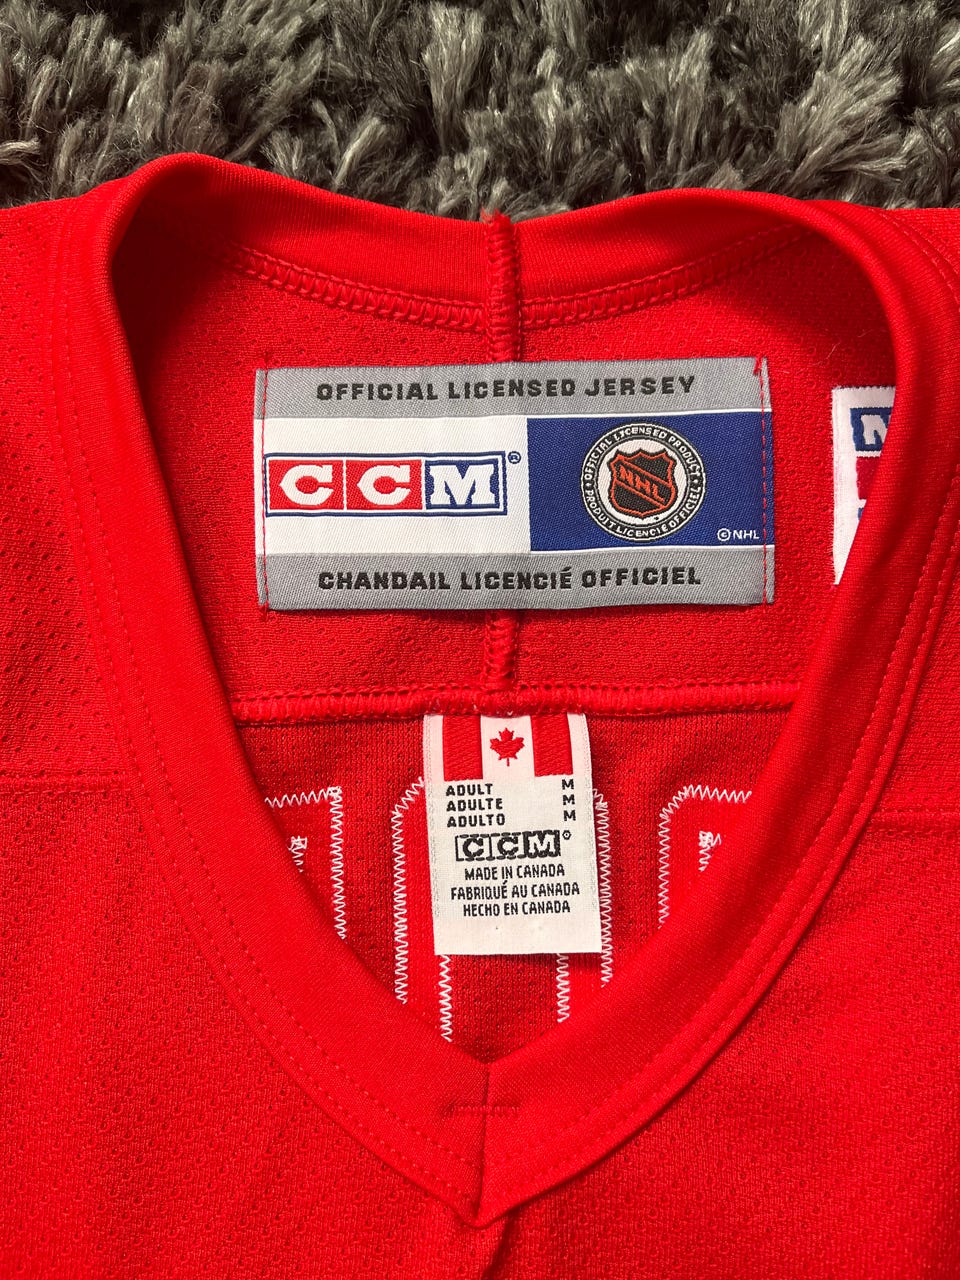 OFFICIAL LICENSED JERSEY
CCM®
OFFICIAL LICENSED PRODUCT
NHL
PRODUIT LICENCIÉ OFFICIEL
©NHL
CHANDAIL LICENCIÉ OFFICIEL
ADULT M
ADULTE M
ADULTO M
CCM®
MADE IN CANADA
FABRIQUÉ AU CANADA
HECHO EN CANADA